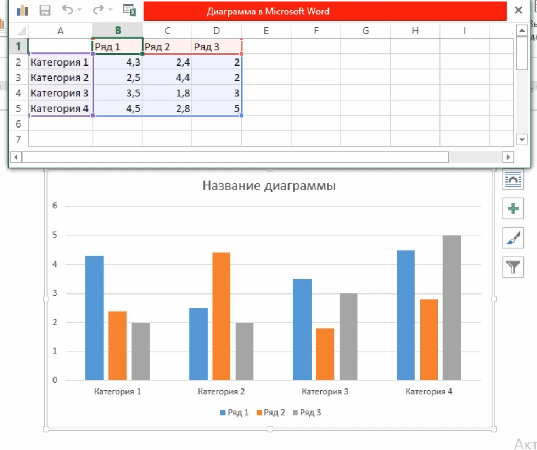 Диаграмма в Microsoft Word
A B C D E F G H I
1 Ряд 1 Ряд 2 Ряд 3
2 Категория 1 4,3 2,4 2
3 Категория 2 2,5 4,4 2
4 Категория 3 3,5 1,8 3
5 Категория 4 4,5 2,8 5
6
7
Название диаграммы
6
5
4
3
2
1
0
Категория 1 Категория 2 Категория 3 Категория 4
Ряд 1 Ряд 2 Ряд 3